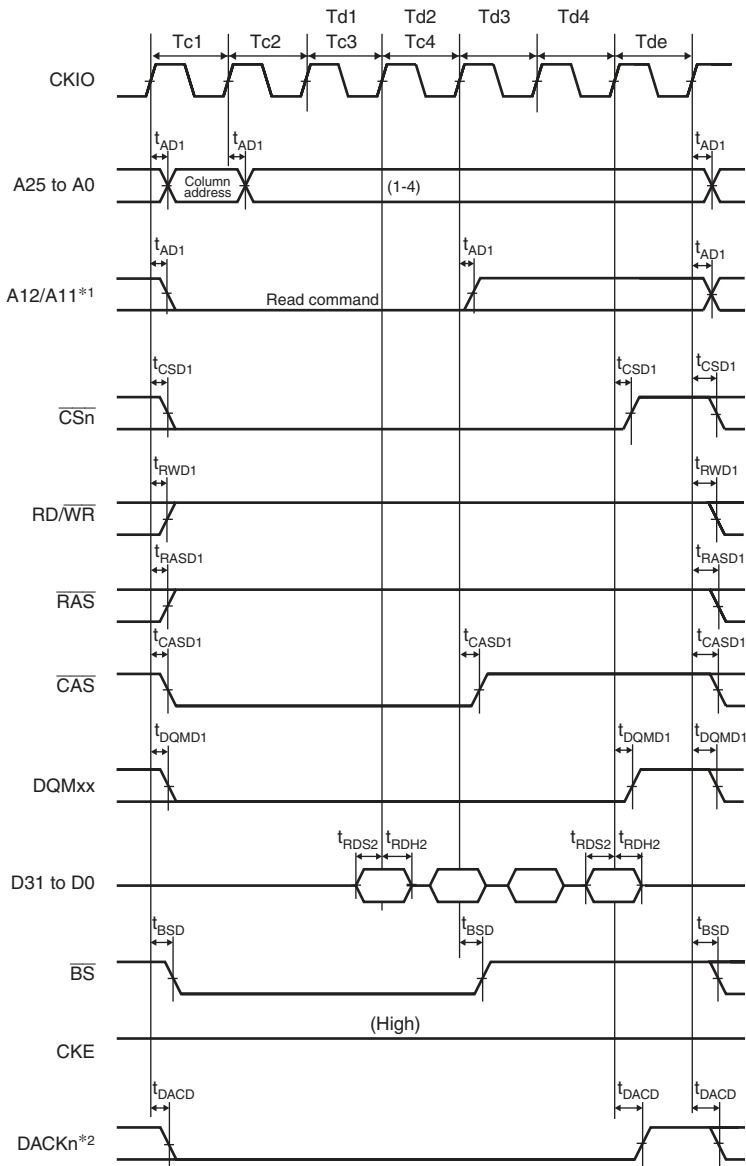 Td1 Td2 Td3 Td4
Tc1 Tc2 Tc3 Tc4 Tde
CKIO
tAD1 tAD1 tAD1
A25 to A0 Column address (1-4)
tAD1 tAD1 tAD1
A12/A11*1 Read command
tCSD1 tCSD1 tCSD1
CSn
tRWD1 tRWD1
RD/WR
tRASD1 tRASD1
RAS
tCASD1 tCASD1 tCASD1
CAS
tDQMD1 tDQMD1 tDQMD1
DQMxx
tRDS2 tRDH2 tRDS2 tRDH2
D31 to D0
tBSD tBSD tBSD
BS
(High)
CKE
tDACD tDACD tDACD
DACKn*2